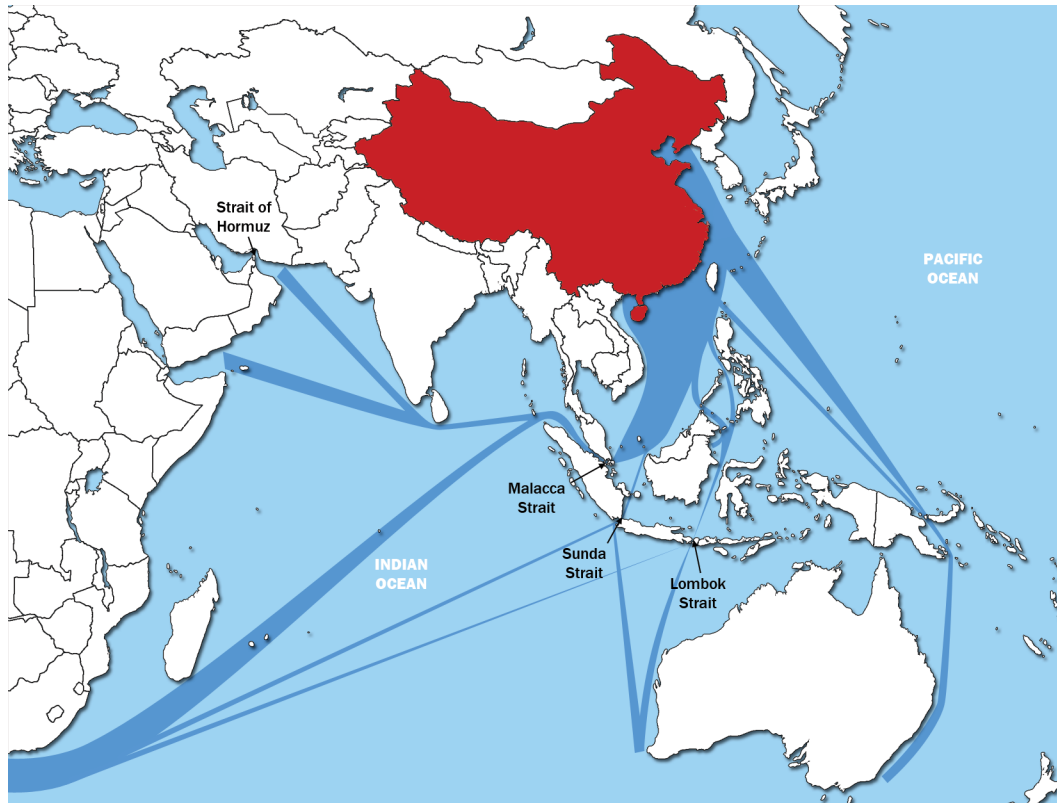 Strait of
Hormuz
PACIFIC
OCEAN
Malacca
Strait
Sunda
Strait
INDIAN
OCEAN
Lombok
Strait